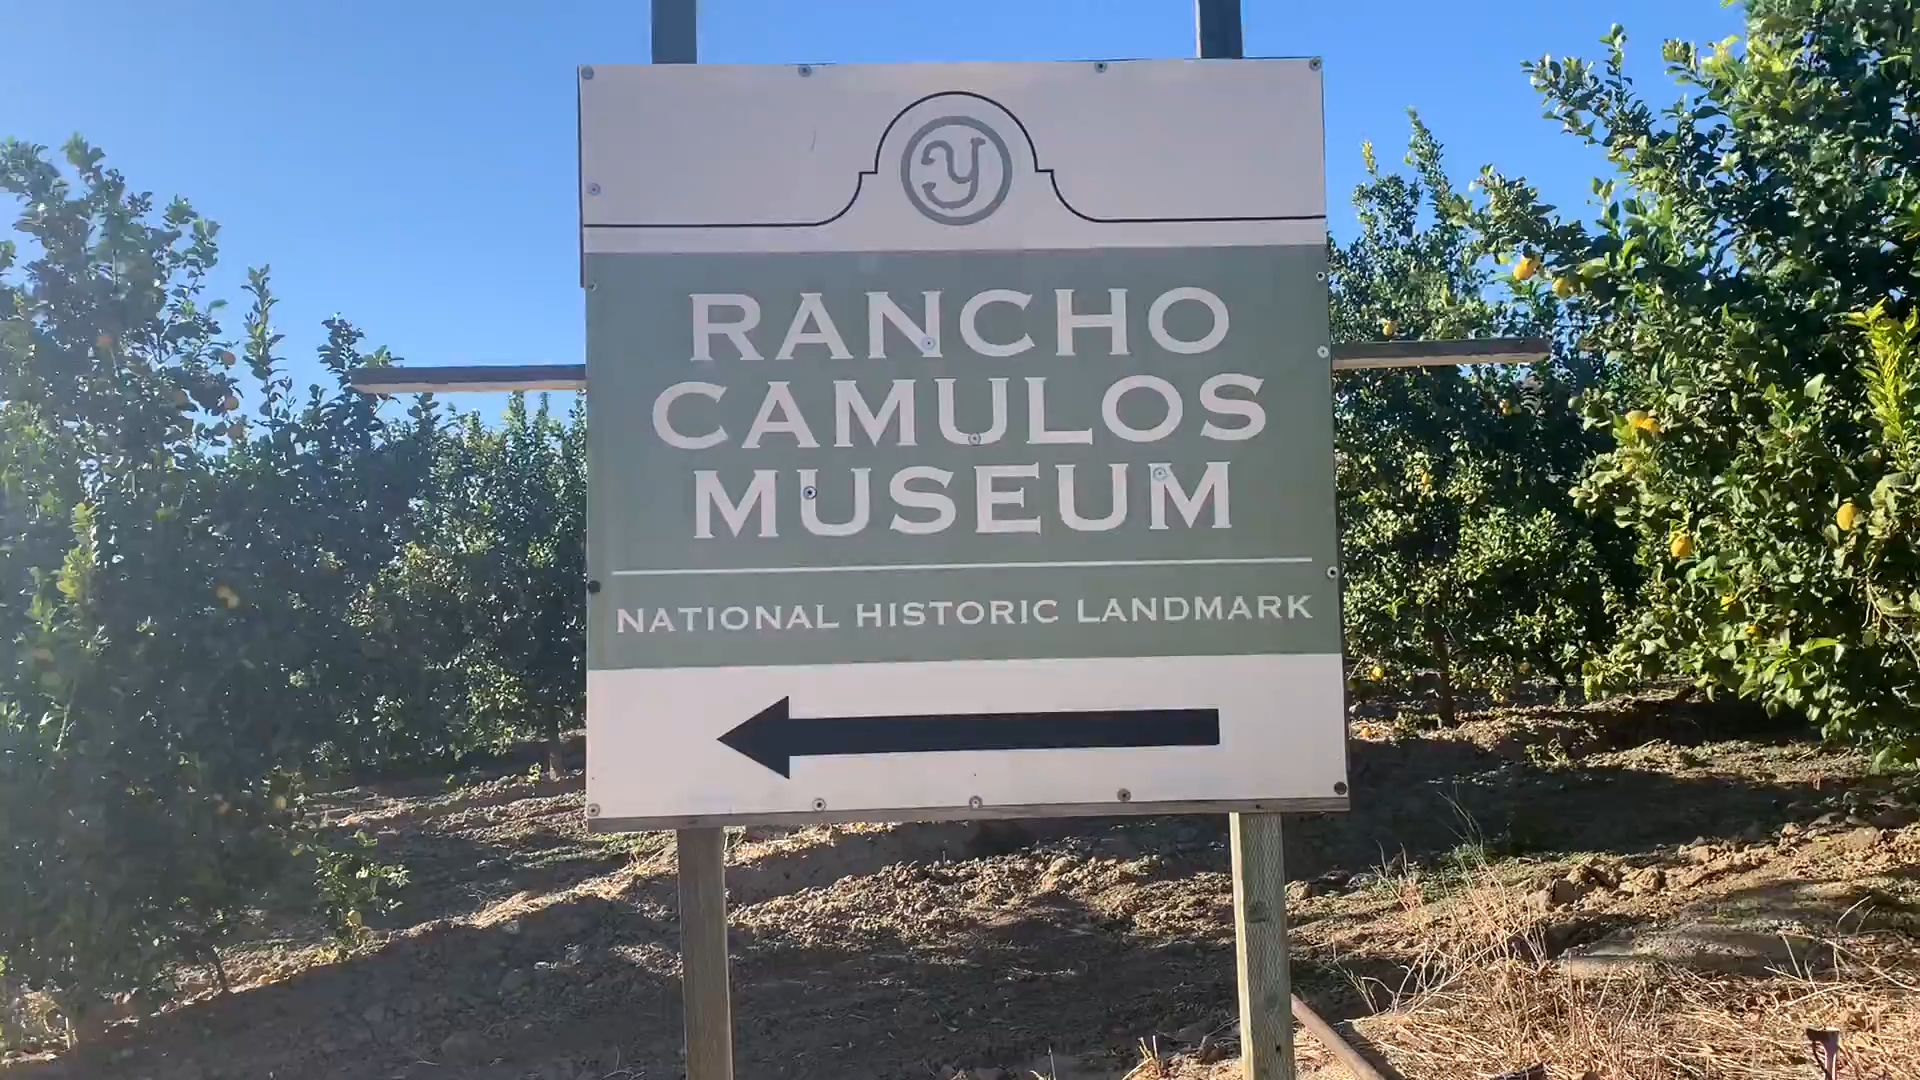 RANCHO
CAMULOS
MUSEUM
NATIONAL HISTORIC LANDMARK